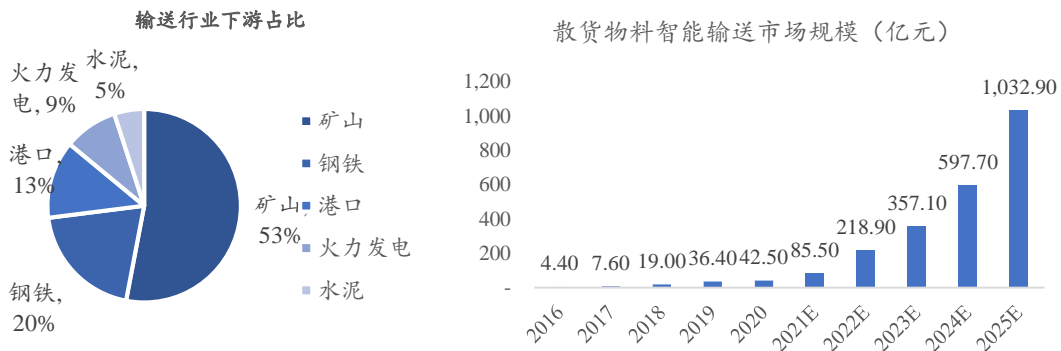 输送行业下游占比
水泥,
5%
火力发
电, 9%
港口,
13%
钢铁,
20%
矿山,
53%
矿山
钢铁
港口
火力发电
水泥
散货物料智能输送市场规模（亿元）
1,200
1,000
800
600
400
200
-
4.40
7.60
19.00
36.40
42.50
85.50
218.90
357.10
597.70
1,032.90
2016
2017
2018
2019
2020
2021E
2022E
2023E
2024E
2025E